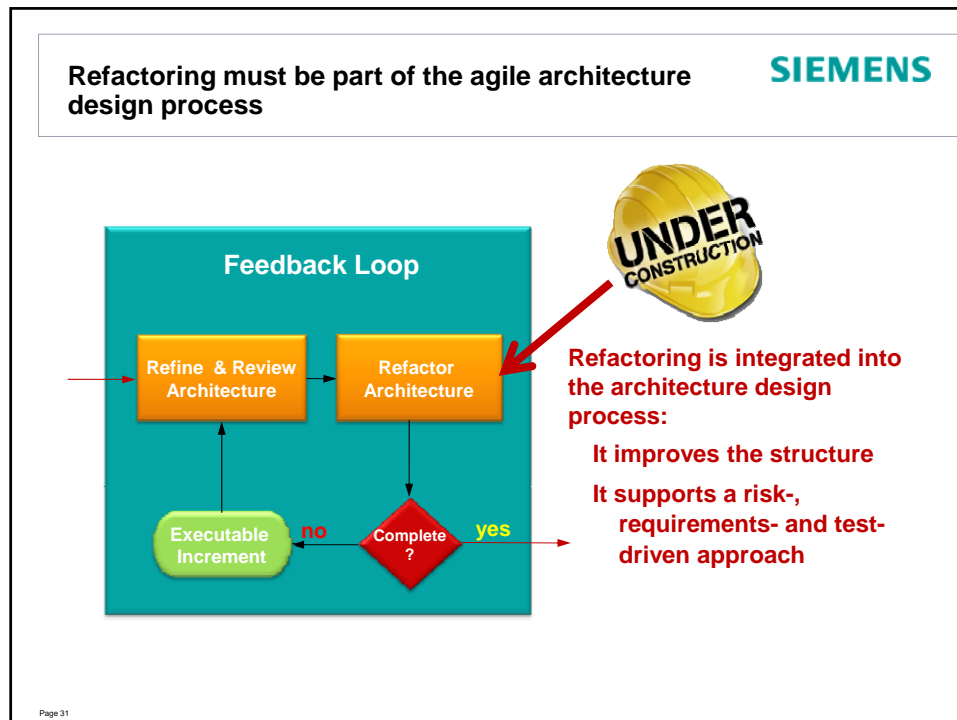 Refactoring must be part of the agile architecture
design process
SIEMENS
UNDER
CONSTRUCTION
Feedback Loop
Refine & Review
Architecture
Refactor
Architecture
Executable
Increment
no
Complete
?
yes
Refactoring is integrated into
the architecture design
process:
It improves the structure
It supports a risk-,
requirements- and test-
driven approach
Page 31